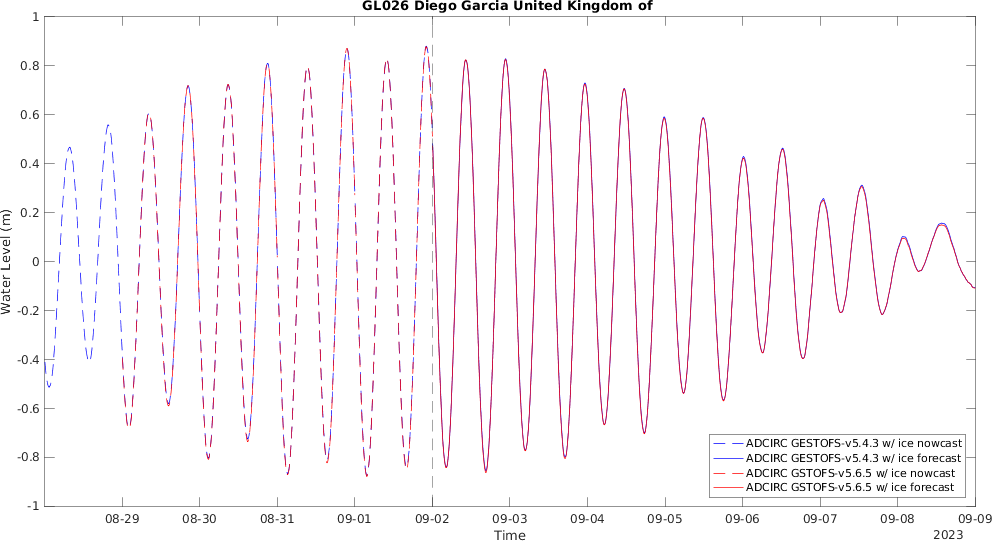 GL026 Diego Garcia United Kingdom of
1
0.8
0.6
0.4
0.2
0
-0.2
-0.4
-0.6
-0.8
-1
Water Level (m)
ADCIRC GESTOFS-v5.4.3 w/ ice nowcast
ADCIRC GESTOFS-v5.4.3 w/ ice forecast
ADCIRC GSTOFS-v5.6.5 w/ ice nowcast
ADCIRC GSTOFS-v5.6.5 w/ ice forecast
08-29 08-30 08-31 09-01 09-02 09-03 09-04 09-05 09-06 09-07 09-08 09-09
Time
2023